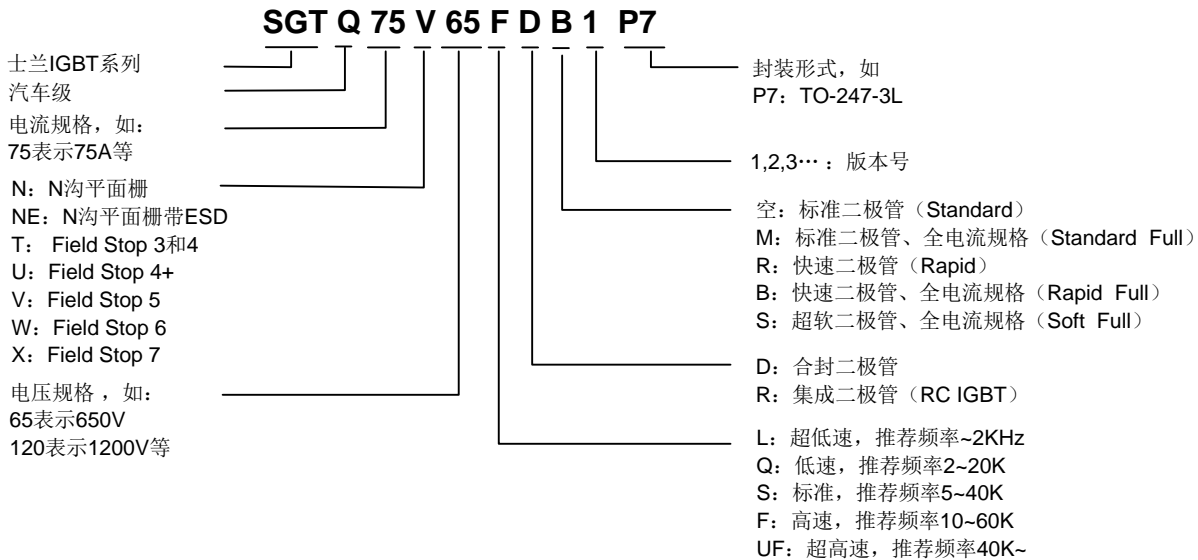 SGT Q 75 V 65 F D B 1 P7
士兰IGBT系列
汽车级
电流规格，如：
75表示75A等
N：N沟平面栅
NE：N沟平面栅带ESD
T： Field Stop 3和4
U：Field Stop 4+
V：Field Stop 5
W：Field Stop 6
X：Field Stop 7
电压规格 ，如：
65表示650V
120表示1200V等
封装形式，如
P7：TO-247-3L
1,2,3… ：版本号
空：标准二极管（Standard）
M：标准二极管、全电流规格（Standard Full）
R：快速二极管（Rapid）
B：快速二极管、全电流规格（Rapid Full）
S：超软二极管、全电流规格（Soft Full）
D：合封二极管
R：集成二极管（RC IGBT）
L：超低速，推荐频率~2KHz
Q：低速，推荐频率2~20K
S：标准，推荐频率5~40K
F：高速，推荐频率10~60K
UF：超高速，推荐频率40K~